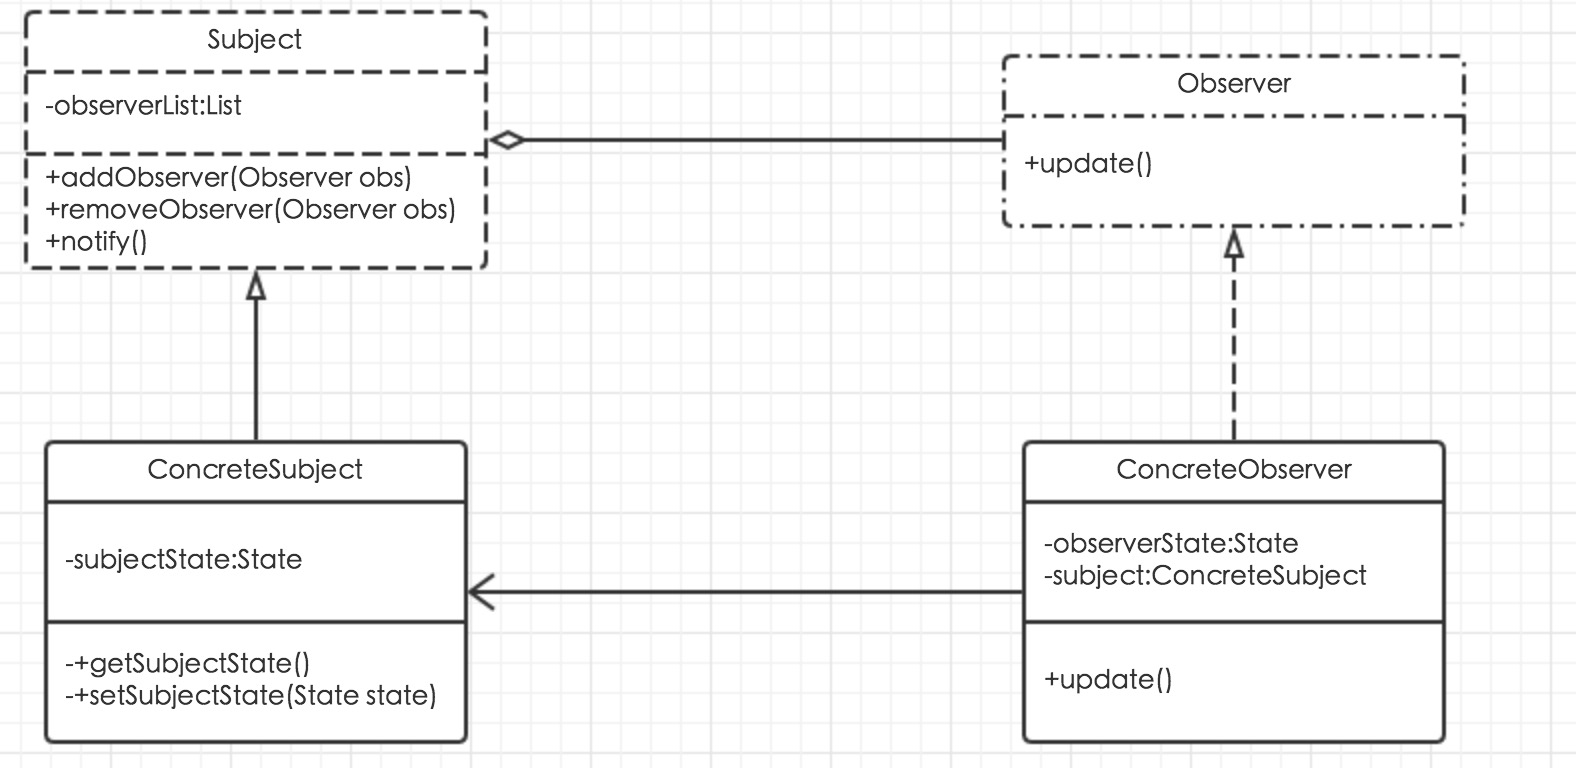 Subject
-observerList:List
+addObserver(Observer obs)
+removeObserver(Observer obs)
+notify()
Observer
+update()
ConcreteSubject
-subjectState:State
-+getSubjectState()
-+setSubjectState(State state)
ConcreteObserver
-observerState:State
-subject:ConcreteSubject
+update()